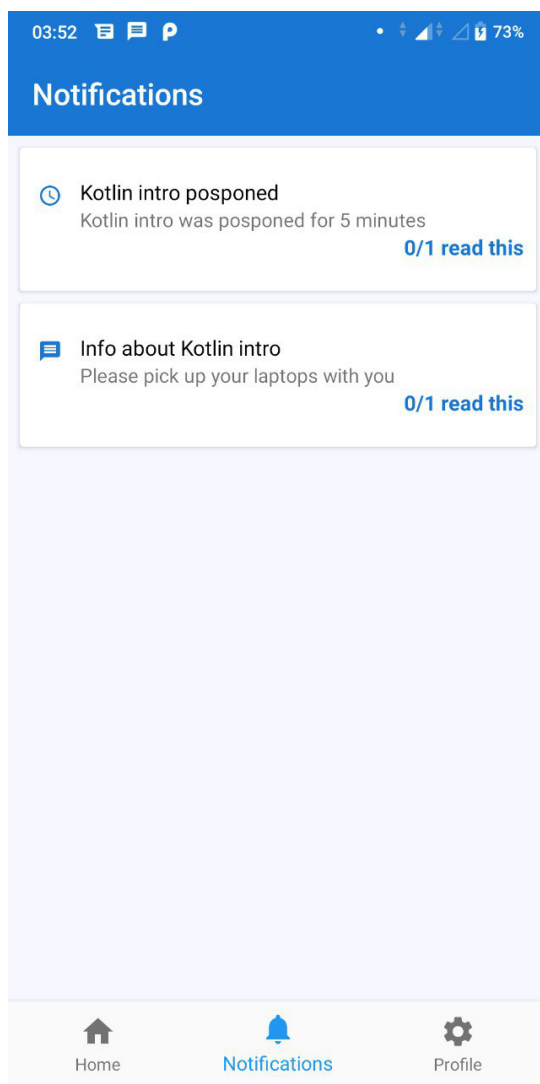 03:52
73%
Notifications
Kotlin intro posponed
Kotlin intro was posponed for 5 minutes
0/1 read this
Info about Kotlin intro
Please pick up your laptops with you
0/1 read this
Home
Notifications
Profile